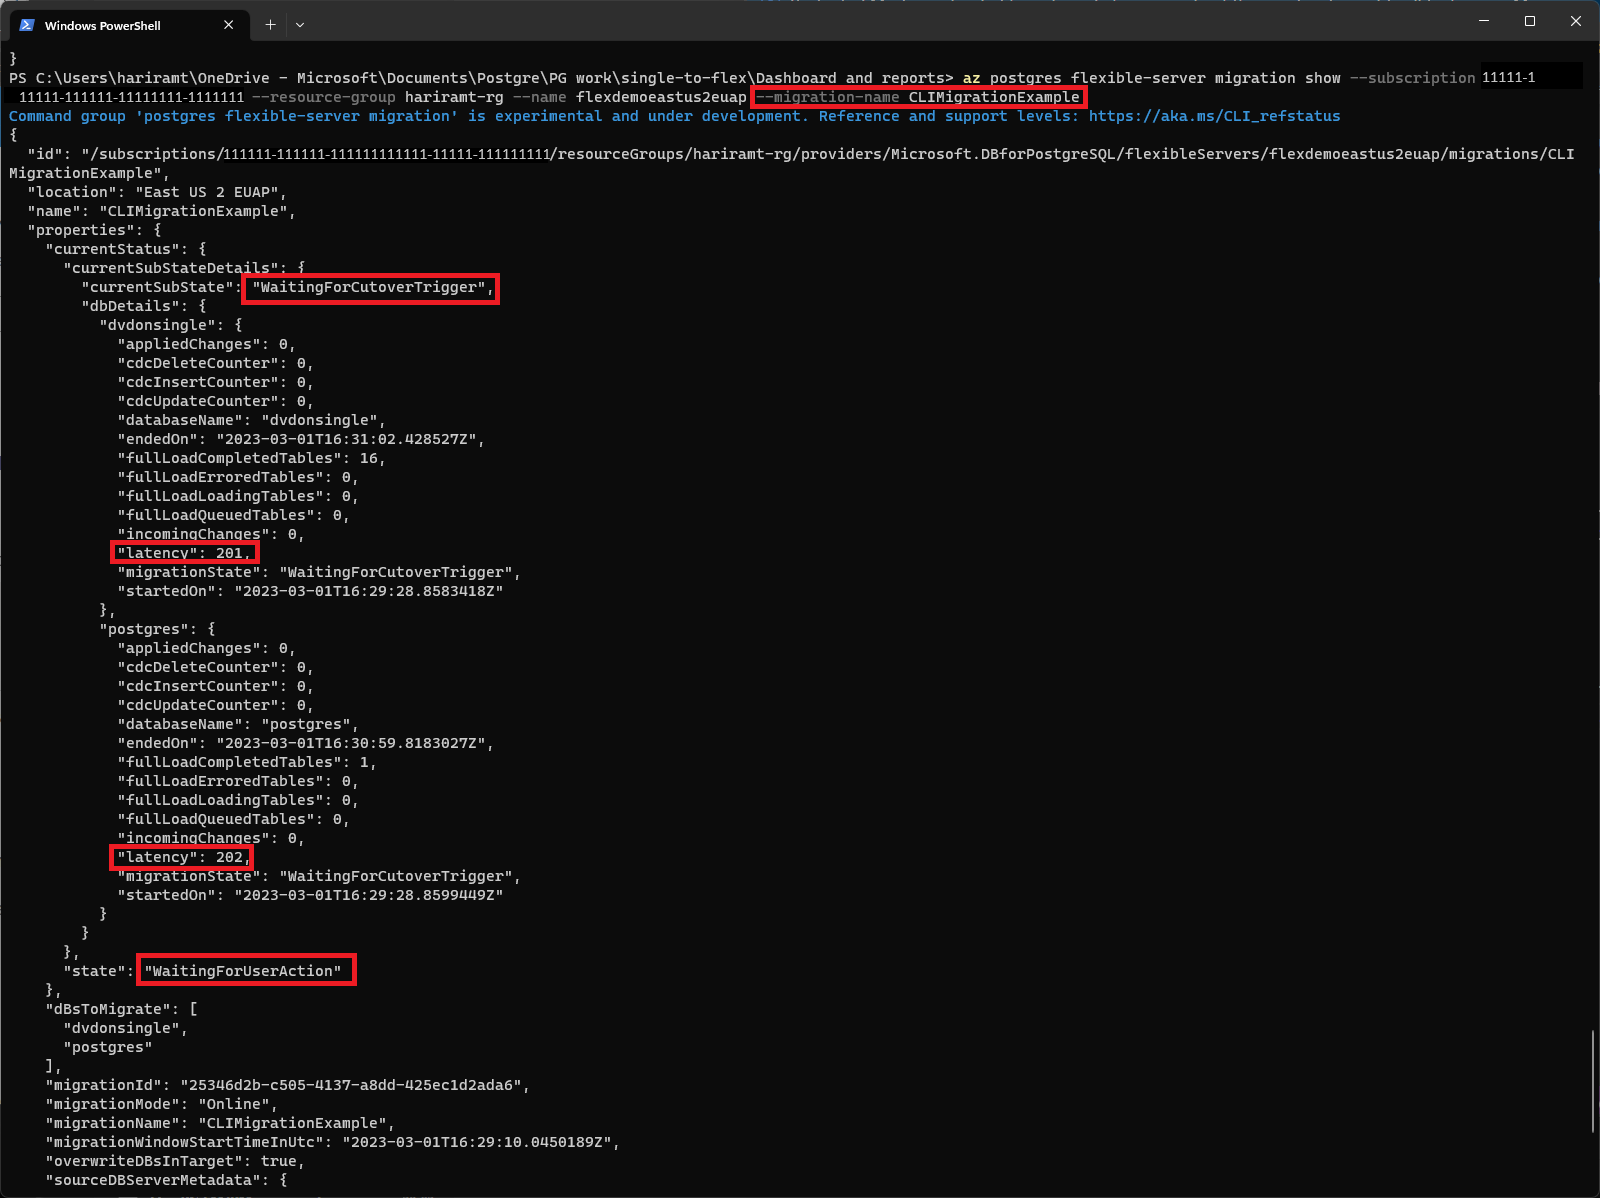 Windows PowerShell
}
PS C:\Users\hariramt\OneDrive - Microsoft\Documents\Postgre\PG work\single-to-flex\Dashboard and reports> az postgres flexible-server migration show --subscription 11111-1
11111-111111-11111111-1111111 --resource-group hariramt-rg --name flexdemoeastus2euap --migration-name CLIMigrationExample
Command group 'postgres flexible-server migration' is experimental and under development. Reference and support levels: https://aka.ms/CLI_refstatus
{
  "id": "/subscriptions/111111-111111-111111111111-11111-111111111/resourceGroups/hariramt-rg/providers/Microsoft.DBforPostgreSQL/flexibleServers/flexdemoeastus2euap/migrations/CLI
MigrationExample",
  "location": "East US 2 EUAP",
  "name": "CLIMigrationExample",
  "properties": {
    "currentStatus": {
      "currentSubStateDetails": {
        "currentSubState": "WaitingForCutoverTrigger",
        "dbDetails": {
          "dvdonsingle": {
            "appliedChanges": 0,
            "cdcDeleteCounter": 0,
            "cdcInsertCounter": 0,
            "cdcUpdateCounter": 0,
            "databaseName": "dvdonsingle",
            "endedOn": "2023-03-01T16:31:02.428527Z",
            "fullLoadCompletedTables": 16,
            "fullLoadErroredTables": 0,
            "fullLoadLoadingTables": 0,
            "fullLoadQueuedTables": 0,
            "incomingChanges": 0,
            "latency": 201,
            "migrationState": "WaitingForCutoverTrigger",
            "startedOn": "2023-03-01T16:29:28.8583418Z"
          },
          "postgres": {
            "appliedChanges": 0,
            "cdcDeleteCounter": 0,
            "cdcInsertCounter": 0,
            "cdcUpdateCounter": 0,
            "databaseName": "postgres",
            "endedOn": "2023-03-01T16:30:59.8183027Z",
            "fullLoadCompletedTables": 1,
            "fullLoadErroredTables": 0,
            "fullLoadLoadingTables": 0,
            "fullLoadQueuedTables": 0,
            "incomingChanges": 0,
            "latency": 202,
            "migrationState": "WaitingForCutoverTrigger",
            "startedOn": "2023-03-01T16:29:28.8599449Z"
          }
        }
      },
      "state": "WaitingForUserAction"
    },
    "dBsToMigrate": [
      "dvdonsingle",
      "postgres"
    ],
    "migrationId": "25346d2b-c505-4137-a8dd-425ec1d2ada6",
    "migrationMode": "Online",
    "migrationName": "CLIMigrationExample",
    "migrationWindowStartTimeInUtc": "2023-03-01T16:29:10.0450189Z",
    "overwriteDBsInTarget": true,
    "sourceDBServerMetadata": {